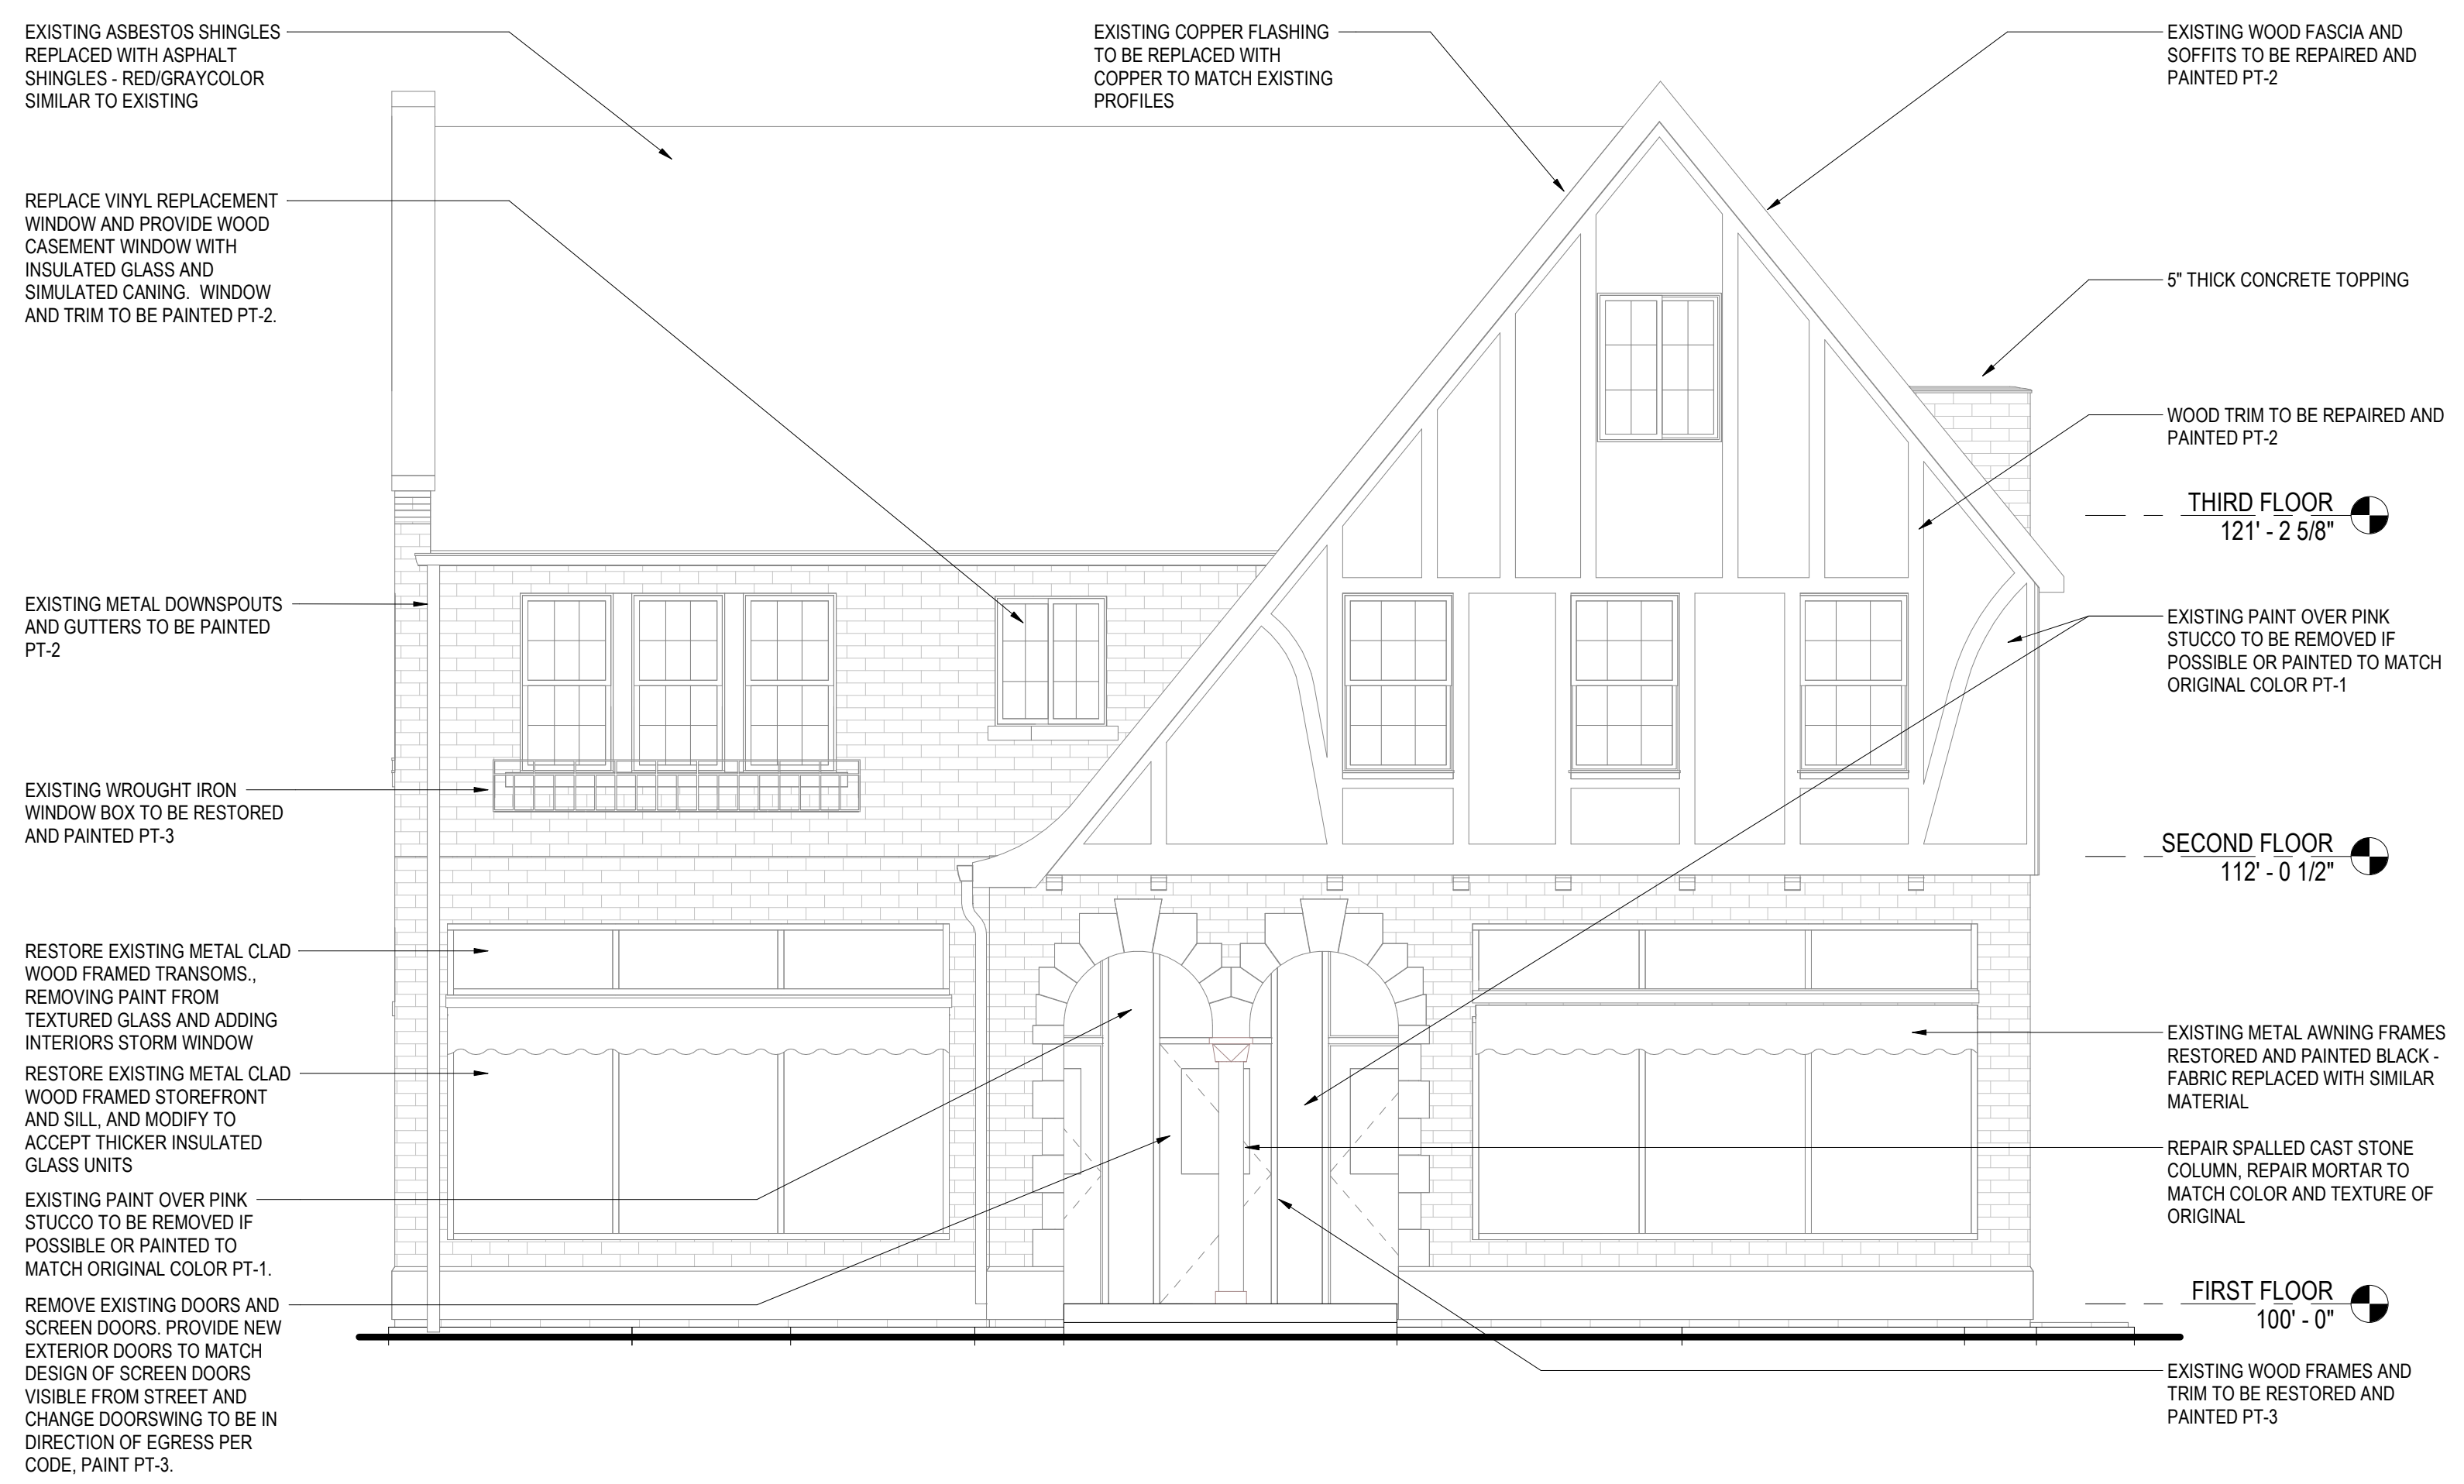 EXISTING ASBESTOS SHINGLES
REPLACED WITH ASPHALT
SHINGLES - RED/GRAYCOLOR
SIMILAR TO EXISTING
REPLACE VINYL REPLACEMENT
WINDOW AND PROVIDE WOOD
CASEMENT WINDOW WITH
INSULATED GLASS AND
SIMULATED CANING. WINDOW
AND TRIM TO BE PAINTED PT-2.
EXISTING METAL DOWNSPOUTS
AND GUTTERS TO BE PAINTED
PT-2
EXISTING WROUGHT IRON
WINDOW BOX TO BE RESTORED
AND PAINTED PT-3
RESTORE EXISTING METAL CLAD
WOOD FRAMED TRANSOMS.,
REMOVING PAINT FROM
TEXTURED GLASS AND ADDING
INTERIORS STORM WINDOW
RESTORE EXISTING METAL CLAD
WOOD FRAMED STOREFRONT
AND SILL, AND MODIFY TO
ACCEPT THICKER INSULATED
GLASS UNITS
EXISTING PAINT OVER PINK
STUCCO TO BE REMOVED IF
POSSIBLE OR PAINTED TO
MATCH ORIGINAL COLOR PT-1.
REMOVE EXISTING DOORS AND
SCREEN DOORS. PROVIDE NEW
EXTERIOR DOORS TO MATCH
DESIGN OF SCREEN DOORS
VISIBLE FROM STREET AND
CHANGE DOORSWING TO BE IN
DIRECTION OF EGRESS PER
CODE, PAINT PT-3.
EXISTING COPPER FLASHING
TO BE REPLACED WITH
COPPER TO MATCH EXISTING
PROFILES
EXISTING WOOD FASCIA AND
SOFFITS TO BE REPAIRED AND
PAINTED PT-2
5" THICK CONCRETE TOPPING
WOOD TRIM TO BE REPAIRED AND
PAINTED PT-2
THIRD FLOOR
121' - 2 5/8"
EXISTING PAINT OVER PINK
STUCCO TO BE REMOVED IF
POSSIBLE OR PAINTED TO MATCH
ORIGINAL COLOR PT-1
SECOND FLOOR
112' - 0 1/2"
EXISTING METAL AWNING FRAMES
RESTORED AND PAINTED BLACK -
FABRIC REPLACED WITH SIMILAR
MATERIAL
REPAIR SPALLED CAST STONE
COLUMN, REPAIR MORTAR TO
MATCH COLOR AND TEXTURE OF
ORIGINAL
FIRST FLOOR
100' - 0"
EXISTING WOOD FRAMES AND
TRIM TO BE RESTORED AND
PAINTED PT-3